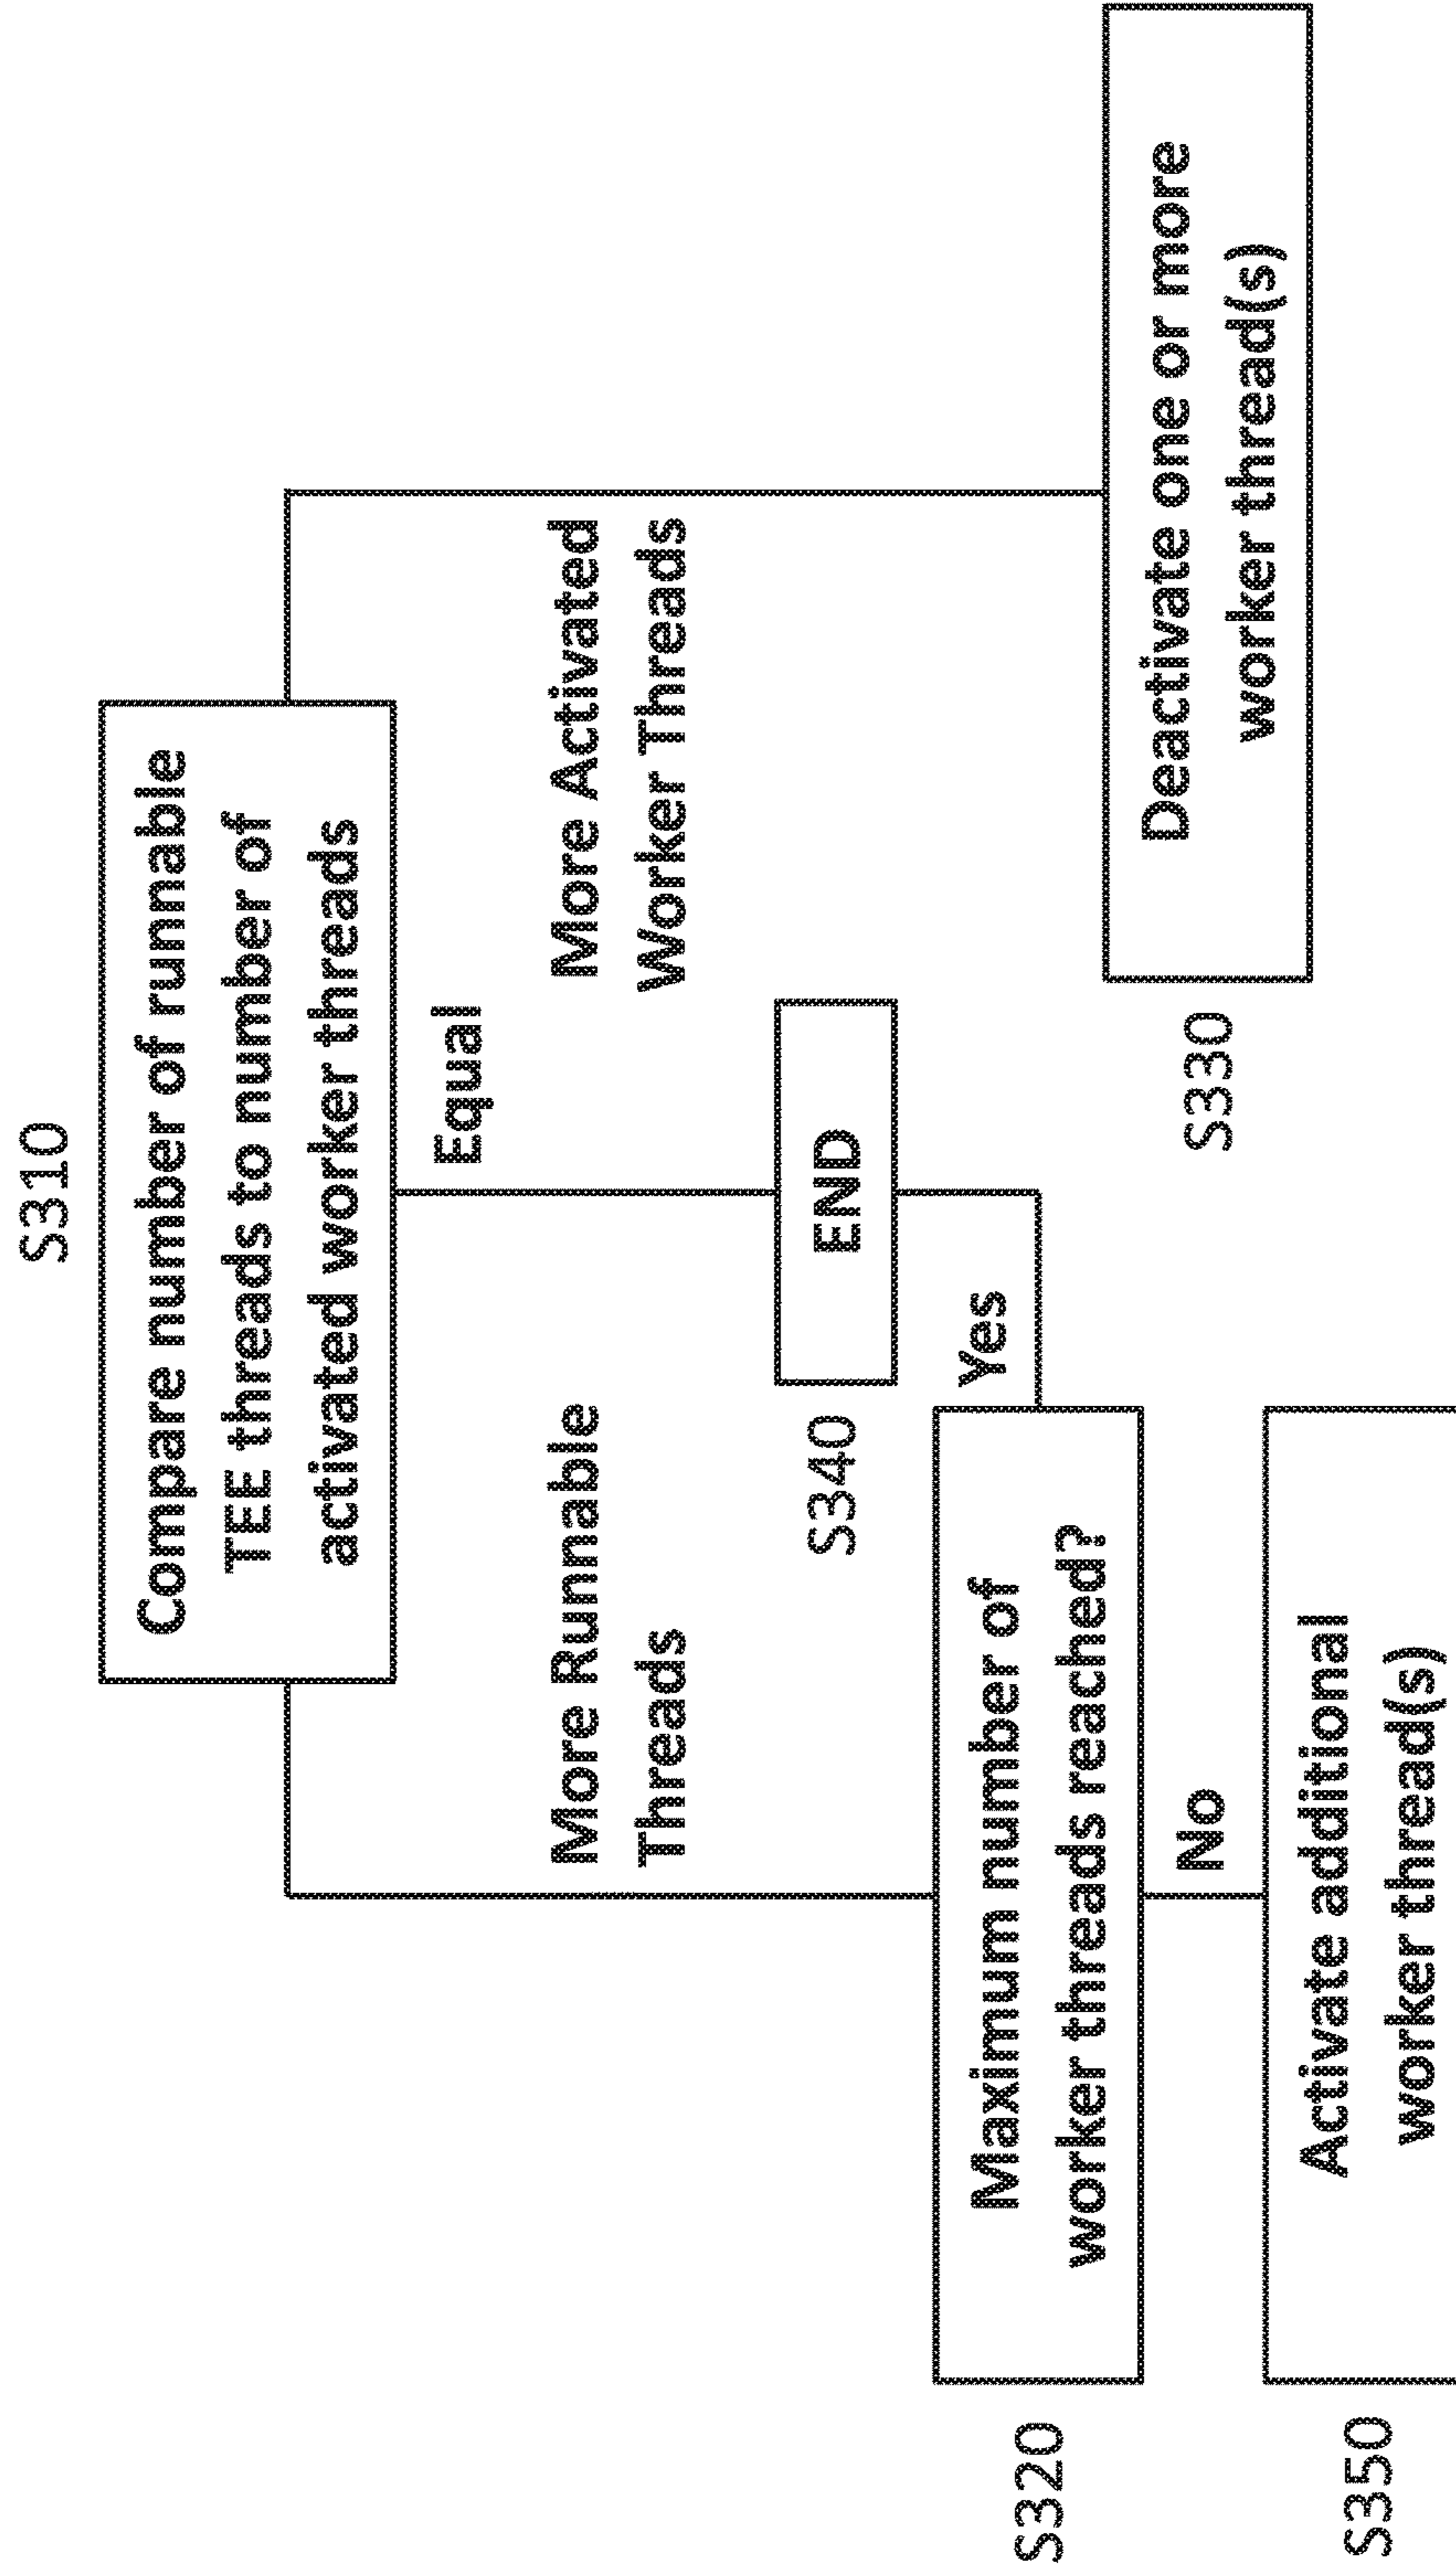 S310
Compare number of runnable
TEE threads to number of
activated worker threads
Equal
More Runnable
Threads
More Activated
Worker Threads
S340
END
S320
Maximum number of
worker threads reached?
Yes
No
S330
Deactivate one or more
worker thread(s)
S350
Activate additional
worker thread(s)